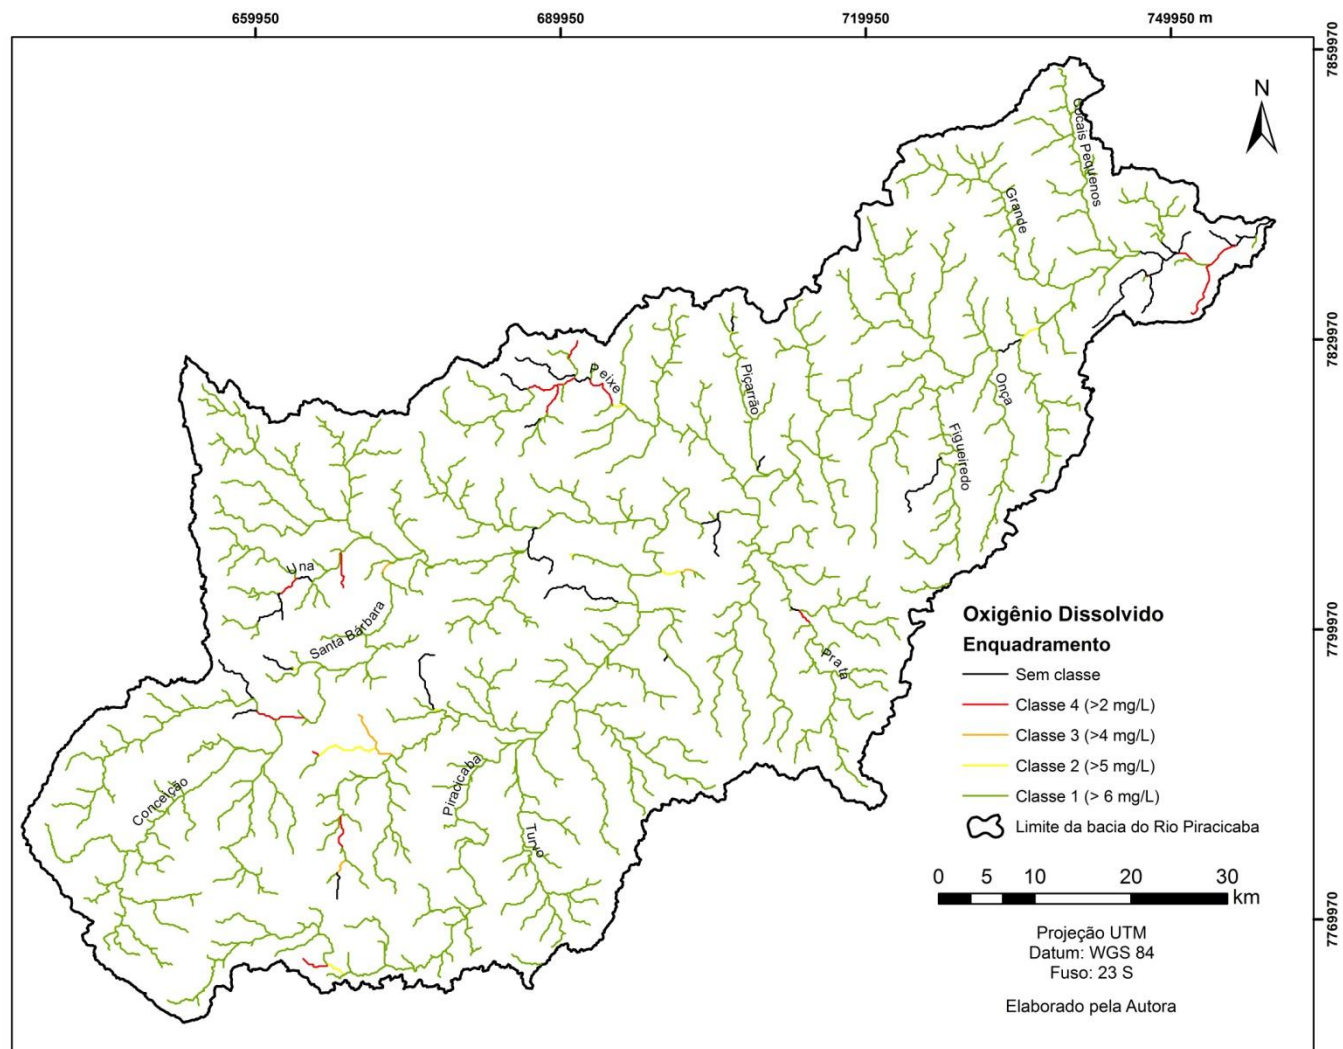 659950
689950
719950
749950 m
7859970
N
Cocais Pequenos
Grande
7829970
Peixe
Piçarrão
Onça
Figueiredo
Una
Santa Bárbara
7799970
Prata
Conceição
Piracicaba
Turvo
7769970
Oxigênio Dissolvido
Enquadramento
Sem classe
Classe 4 (>2 mg/L)
Classe 3 (>4 mg/L)
Classe 2 (>5 mg/L)
Classe 1 (> 6 mg/L)
Limite da bacia do Rio Piracicaba
0 5 10 20 30
km
Projeção UTM
Datum: WGS 84
Fuso: 23 S
Elaborado pela Autora